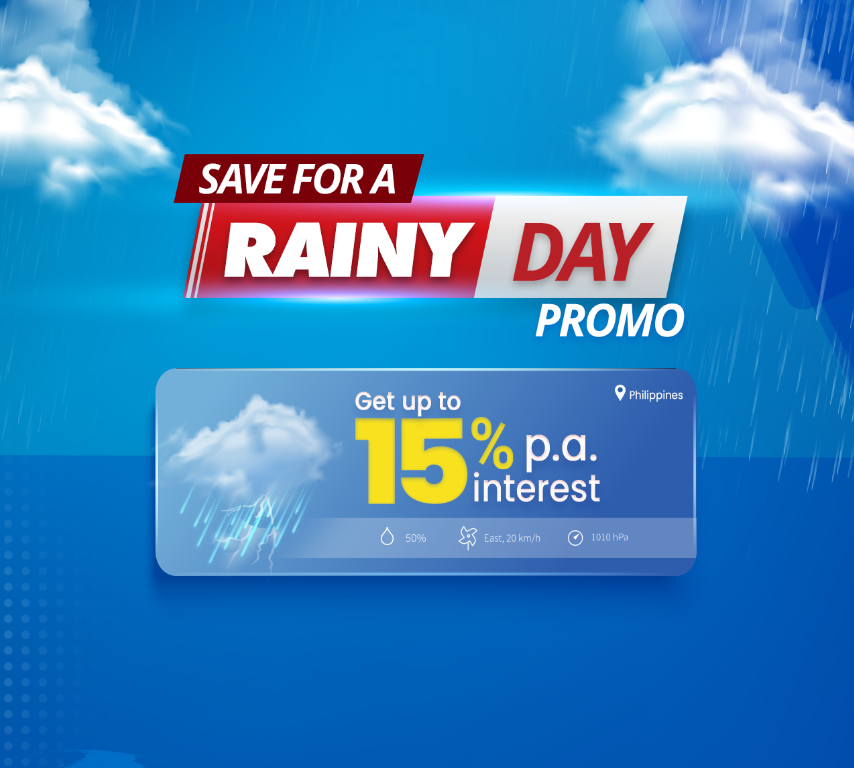 SAVE FOR A
RAINY DAY
PROMO
Philippines
Get up to
15% p.a.
interest
50% East, 20 km/h 1010 hPa